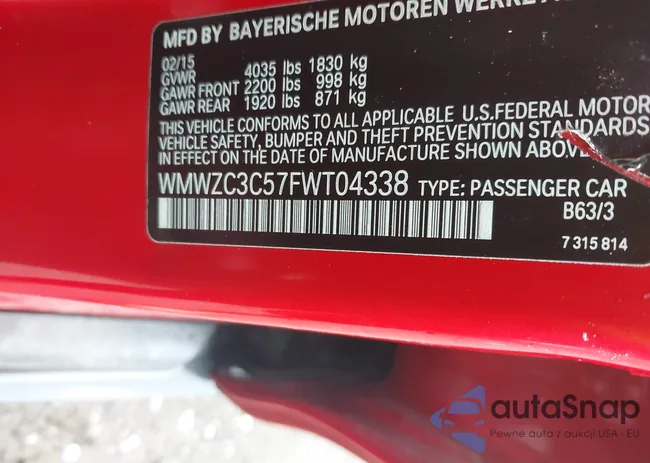 MFD BY BAYERISCHE MOTOREN WERKE
02/15
GVWR 4035 lbs 1830 kg
GAWR FRONT 2200 lbs 998 kg
GAWR REAR 1920 lbs 871 kg
THIS VEHICLE CONFORMS TO ALL APPLICABLE U.S.FEDERAL MOTOR
VEHICLE SAFETY, BUMPER AND THEFT PREVENTION STANDARDS
IN EFFECT ON THE DATE OF MANUFACTURE SHOWN ABOVE.
WMWZC3C57FWT04338 TYPE: PASSENGER CAR
B63/3
7 315 814
autaSnap
Pewne auta z aukcji USA - EU